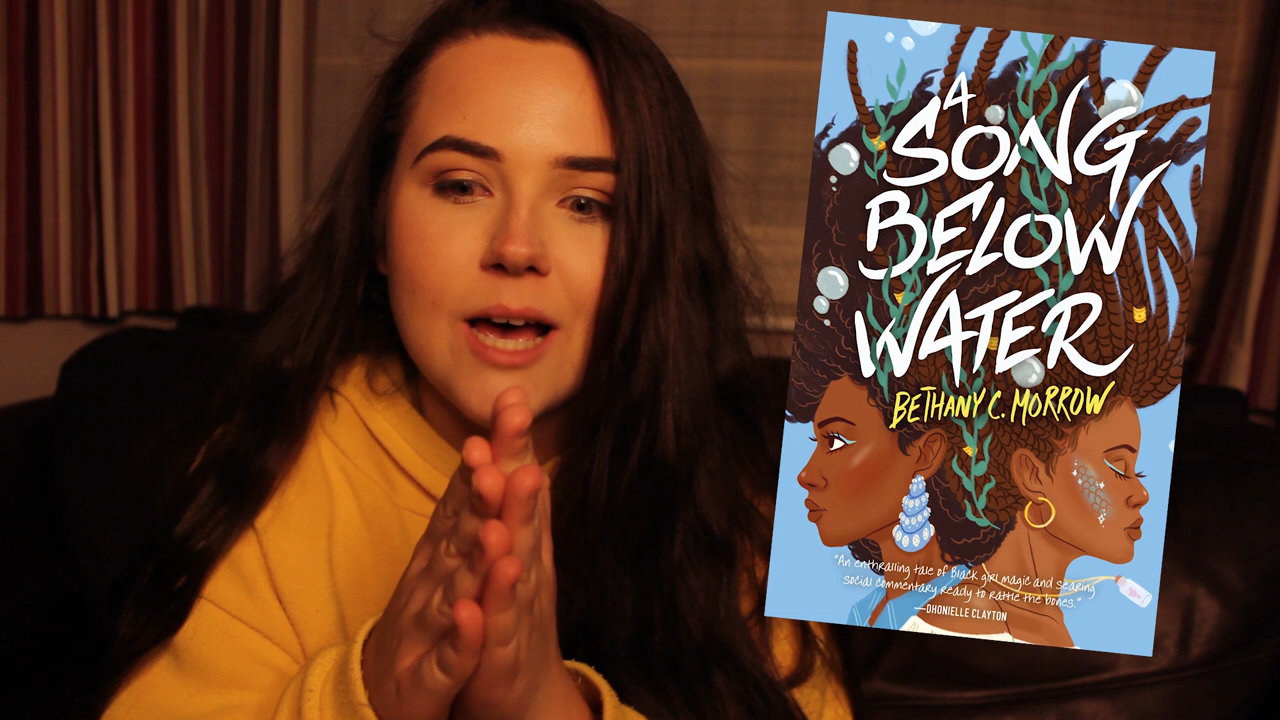 A
SONG
BELOW
WATER
BETHANY C. MORROW
"An enthralling tale of Black girl magic and searing
social commentary ready to rattle the bones."
—DHONIELLE CLAYTON